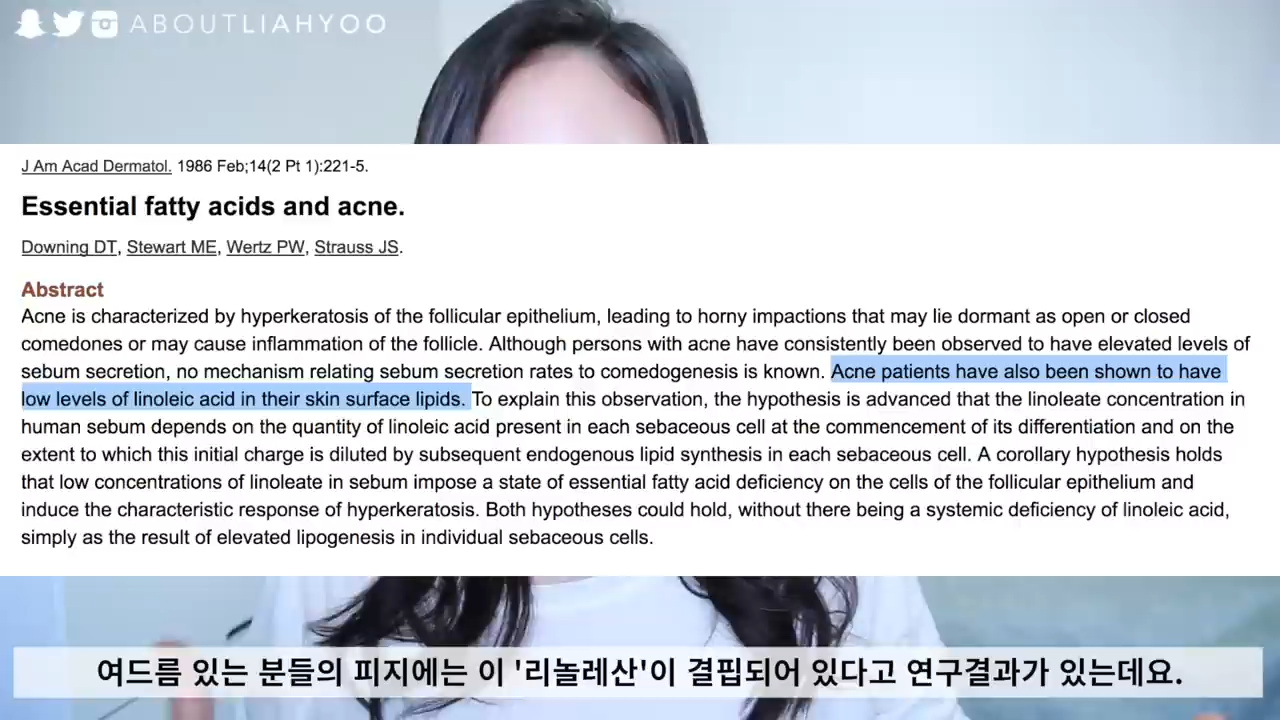 ABOUTLIAHYOO
J Am Acad Dermatol. 1986 Feb;14(2 Pt 1):221-5.
Essential fatty acids and acne.
Downing DT, Stewart ME, Wertz PW, Strauss JS.
Abstract
Acne is characterized by hyperkeratosis of the follicular epithelium, leading to horny impactions that may lie dormant as open or closed
comedones or may cause inflammation of the follicle. Although persons with acne have consistently been observed to have elevated levels of
sebum secretion, no mechanism relating sebum secretion rates to comedogenesis is known. Acne patients have also been shown to have
low levels of linoleic acid in their skin surface lipids. To explain this observation, the hypothesis is advanced that the linoleate concentration in
human sebum depends on the quantity of linoleic acid present in each sebaceous cell at the commencement of its differentiation and on the
extent to which this initial charge is diluted by subsequent endogenous lipid synthesis in each sebaceous cell. A corollary hypothesis holds
that low concentrations of linoleate in sebum impose a state of essential fatty acid deficiency on the cells of the follicular epithelium and
induce the characteristic response of hyperkeratosis. Both hypotheses could hold, without there being a systemic deficiency of linoleic acid,
simply as the result of elevated lipogenesis in individual sebaceous cells.
여드름 있는 분들의 피지에는 이 '리놀레산'이 결핍되어 있다고 연구결과가 있는데요.